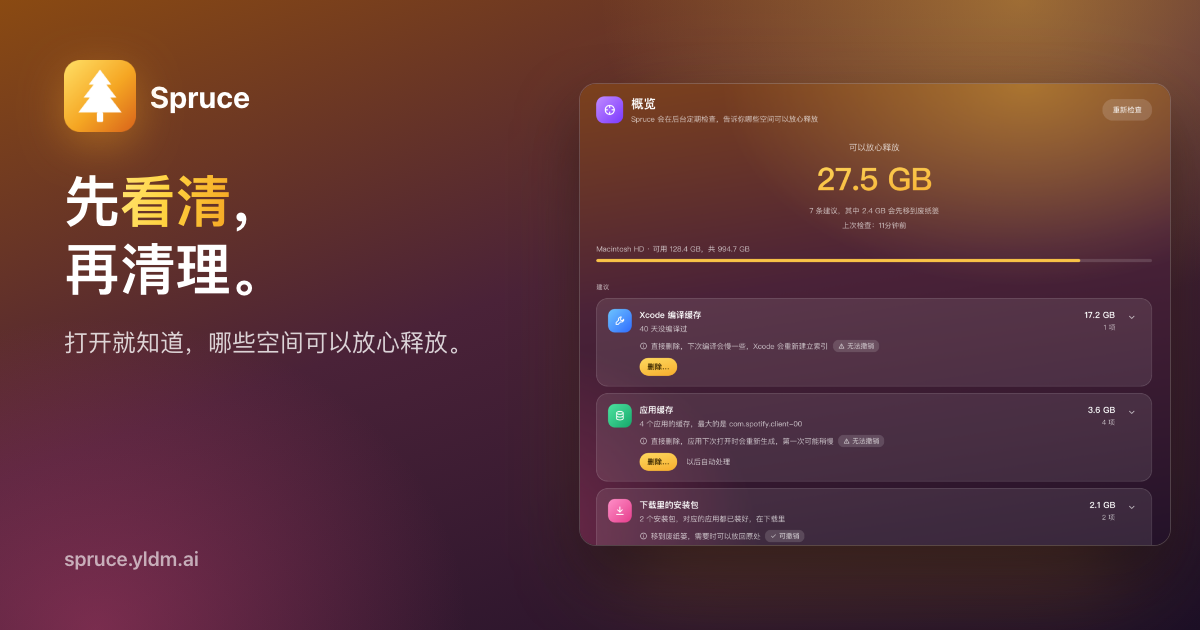 Spruce
先看清，
再清理。
打开就知道，哪些空间可以放心释放。
spruce.yldm.ai
概览
Spruce 会在后台定期检查，告诉你哪些空间可以放心释放
重新检查
可以放心释放
27.5 GB
7 条建议，其中 2.4 GB 会先移到废纸篓
上次检查：11分钟前
Macintosh HD · 可用 128.4 GB，共 994.7 GB
建议
Xcode 编译缓存
17.2 GB
40 天没编译过
1 项
直接删除，下次编译会慢一些，Xcode 会重新建立索引
无法撤销
删除…
应用缓存
3.6 GB
4 个应用的缓存，最大的是 com.spotify.client-00
4 项
直接删除，应用下次打开时会重新生成，第一次可能稍慢
无法撤销
删除…
以后自动处理
下载里的安装包
2.1 GB
2 个安装包，对应的应用都已装好，在下载里
2 项
移到废纸篓，需要时可以放回原处
可撤销